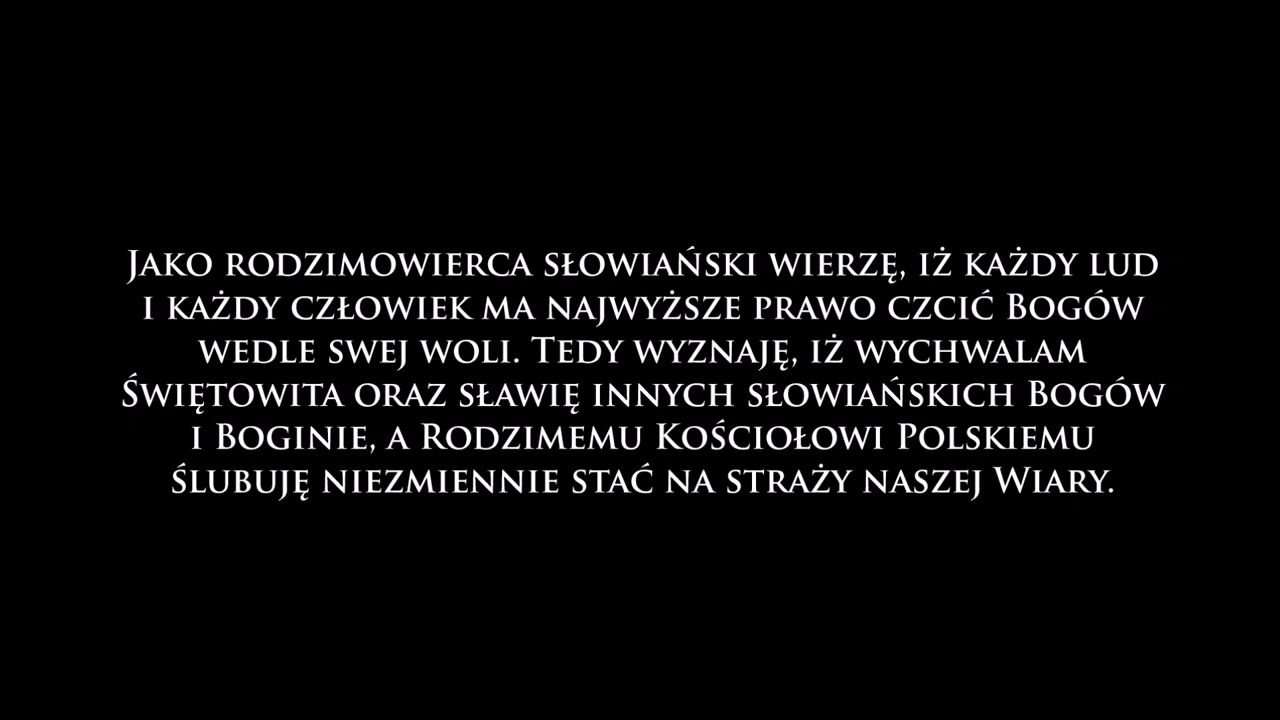 Jako rodzimowierca słowiański wierzę, iż każdy lud
i każdy człowiek ma najwyższe prawo czcić Bogów
wedle swej woli. Tedy wyznaję, iż wychwalam
Świętowita oraz sławię innych słowiańskich Bogów
i Boginie, a Rodzimemu Kościołowi Polskiemu
ślubuję niezmiennie stać na straży naszej Wiary.